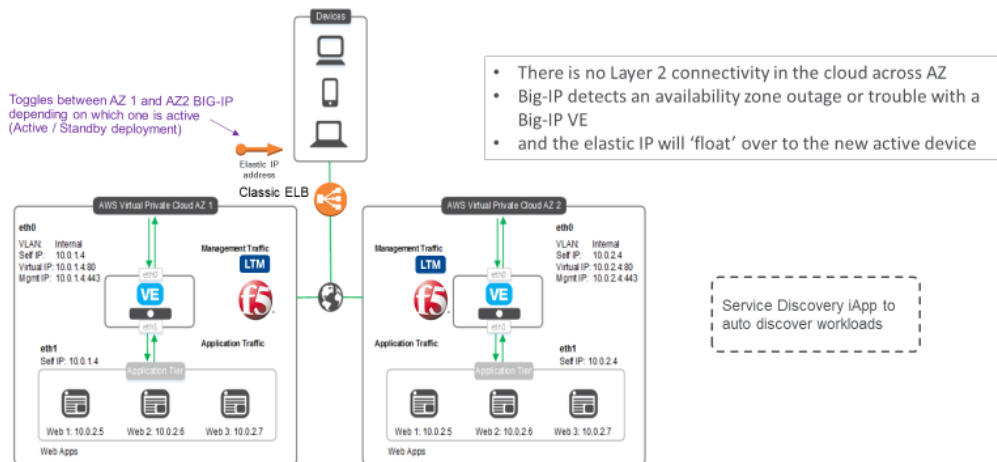 Devices
Toggles between AZ 1 and AZ2 BIG-IP
depending on which one is active
(Active / Standby deployment)
Elastic IP
address
Classic ELB
• There is no Layer 2 connectivity in the cloud across AZ
• Big-IP detects an availability zone outage or trouble with a
Big-IP VE
• and the elastic IP will ‘float’ over to the new active device
AWS Virtual Private Cloud AZ 1
eth0
VLAN: Internal
Self IP: 10.0.1.4
Virtual IP: 10.0.1.4:80
Mgmt IP: 10.0.1.4:443
eth0
VE
eth1
Management Traffic
LTM
f5
Application Traffic
eth1
Self IP: 10.0.1.4
Application Tier
Web 1: 10.0.2.5
Web 2: 10.0.2.6
Web 3: 10.0.2.7
Web Apps
AWS Virtual Private Cloud AZ 2
Management Traffic
LTM
f5
Application Traffic
eth0
VE
eth1
eth0
VLAN: Internal
Self IP: 10.0.2.4
Virtual IP: 10.0.2.4:80
Mgmt IP: 10.0.2.4:443
eth1
Self IP: 10.0.2.4
Application Tier
Web 1: 10.0.2.5
Web 2: 10.0.2.6
Web 3: 10.0.2.7
Web Apps
Service Discovery iApp to
auto discover workloads